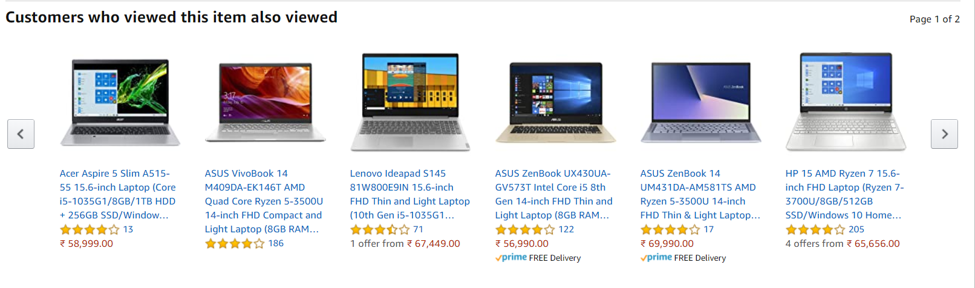 Customers who viewed this item also viewed
Page 1 of 2
Acer Aspire 5 Slim A515-
55 15.6-inch Laptop (Core
i5-1035G1/8GB/1TB HDD
+ 256GB SSD/Window...
13
₹ 58,999.00
ASUS VivoBook 14
M409DA-EK146T AMD
Quad Core Ryzen 5-3500U
14-inch FHD Compact and
Light Laptop (8GB RAM...
186
Lenovo Ideapad S145
81W800E9IN 15.6-inch
FHD Thin and Light Laptop
(10th Gen i5-1035G1...
71
1 offer from ₹ 67,449.00
ASUS ZenBook UX430UA-
GV573T Intel Core i5 8th
Gen 14-inch FHD Thin and
Light Laptop (8GB RAM...
122
₹ 56,990.00
prime FREE Delivery
ASUS ZenBook 14
UM431DA-AM581TS AMD
Ryzen 5-3500U 14-inch
FHD Thin & Light Laptop...
17
₹ 69,990.00
prime FREE Delivery
HP 15 AMD Ryzen 7 15.6-
inch FHD Laptop (Ryzen 7-
3700U/8GB/512GB
SSD/Windows 10 Home...
205
4 offers from ₹ 65,656.00